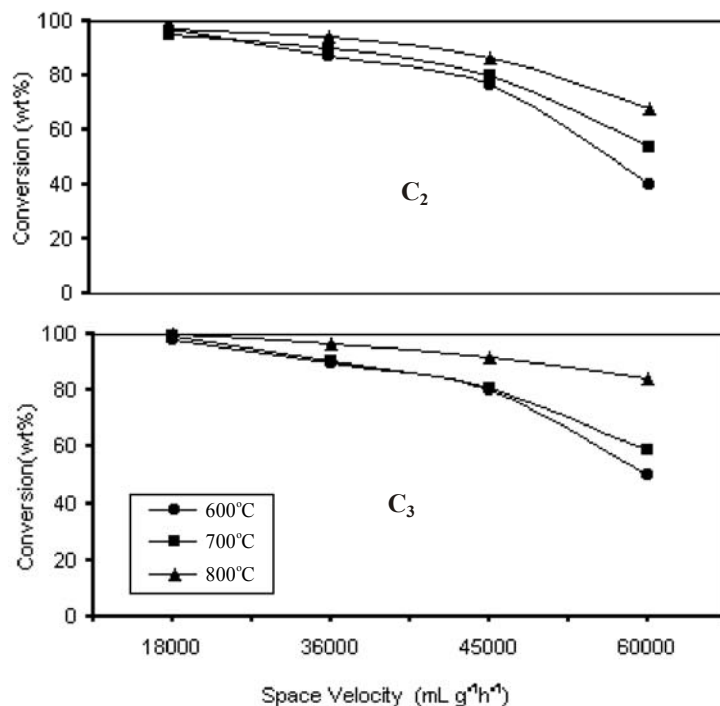 100
80
60
40
20
0
Conversion (wt%)
C₂
100
80
60
40
20
0
Conversion(wt%)
C₃
600°C
700°C
800°C
18000 36000 45000 60000
Space Velocity (mL g⁻¹h⁻¹)